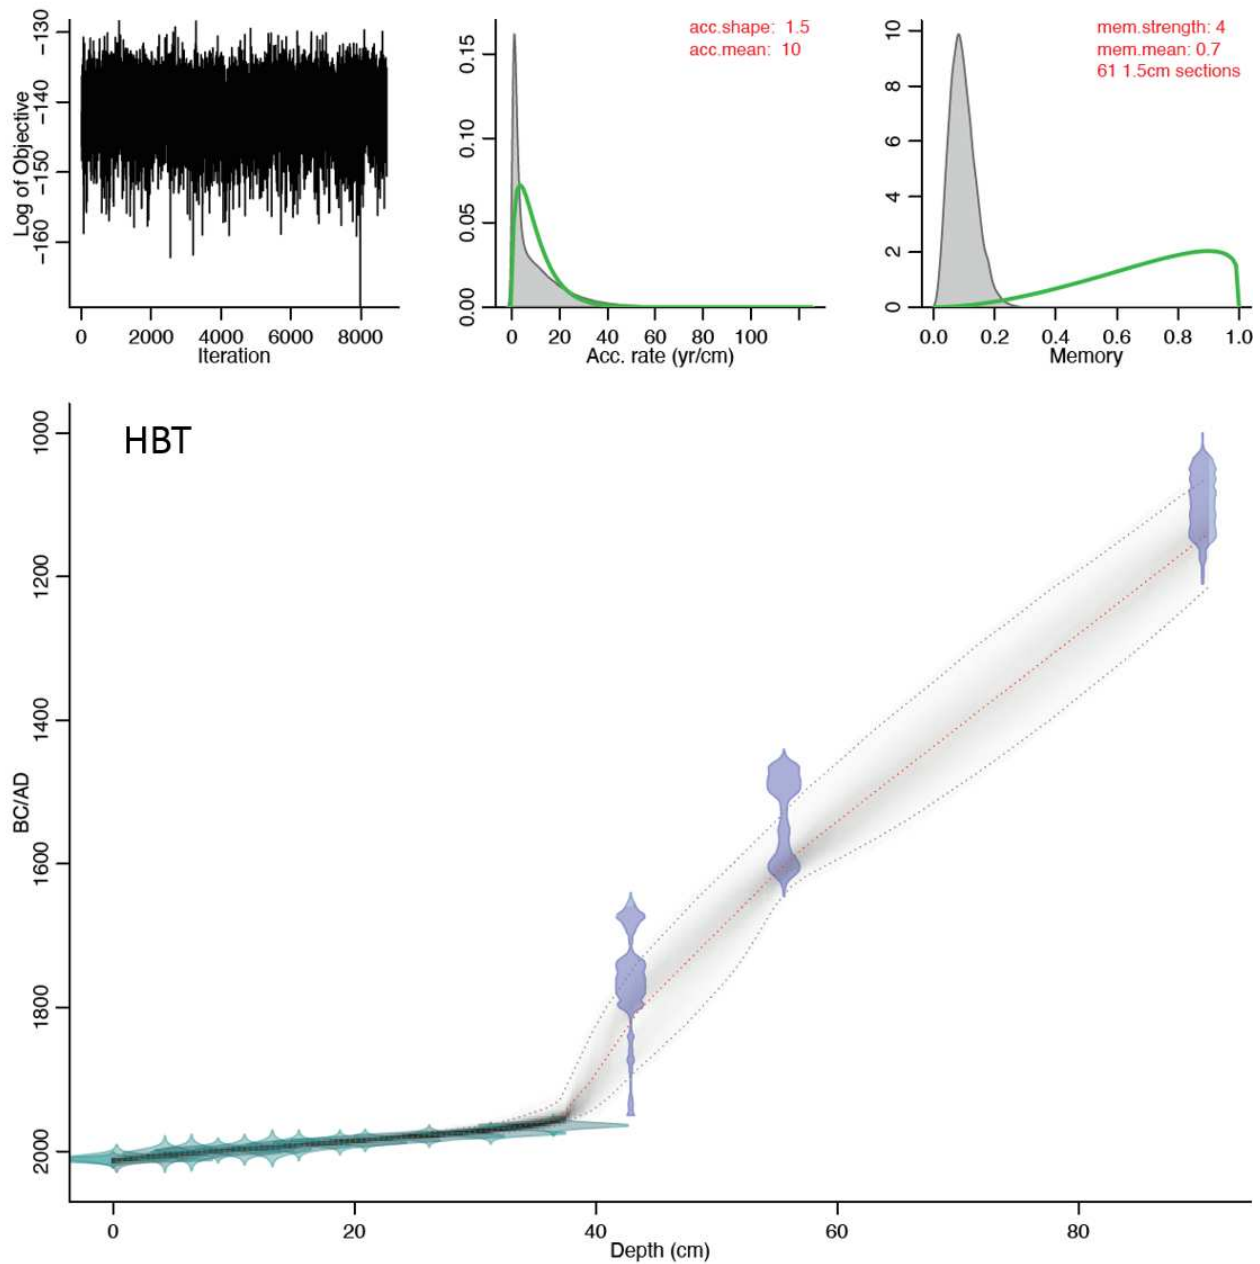 −130
−140
−150
−160
Log of Objective
0 2000 4000 6000 8000
Iteration
acc.shape: 1.5
acc.mean: 10
0.15
0.10
0.05
0.00
0 20 40 60 80 100
Acc. rate (yr/cm)
mem.strength: 4
mem.mean: 0.7
61 1.5cm sections
10
8
6
4
2
0
0.0 0.2 0.4 0.6 0.8 1.0
Memory
HBT
1000
1200
1400
1600
1800
2000
BC/AD
0 20 40 60 80
Depth (cm)